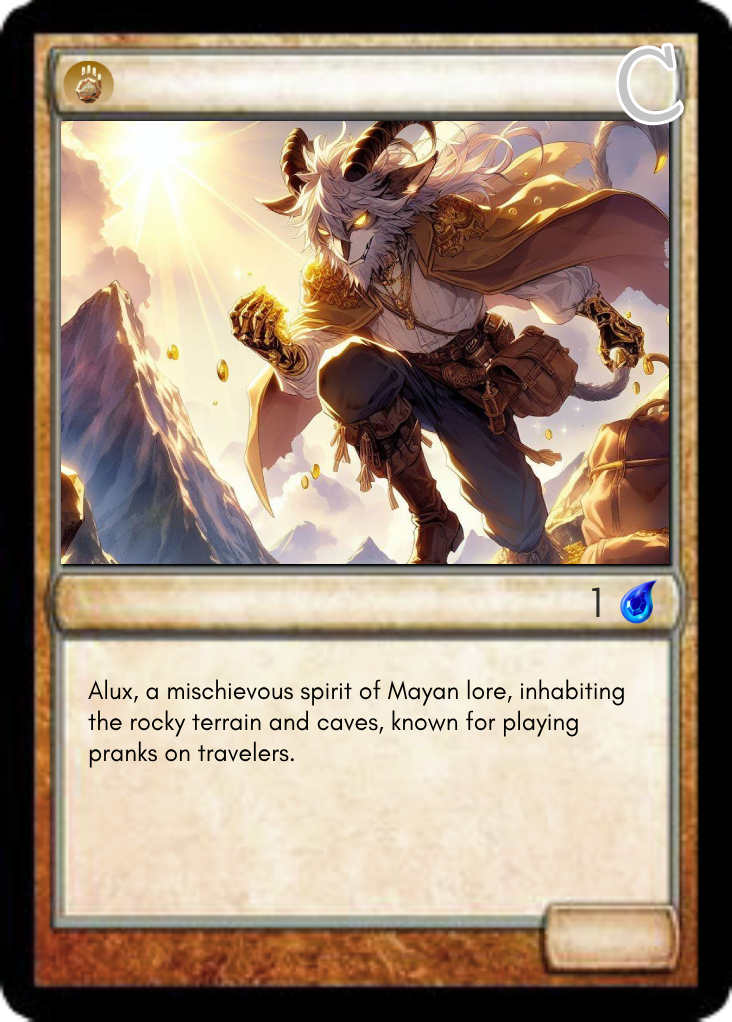 C
1
Alux, a mischievous spirit of Mayan lore, inhabiting
the rocky terrain and caves, known for playing
pranks on travelers.